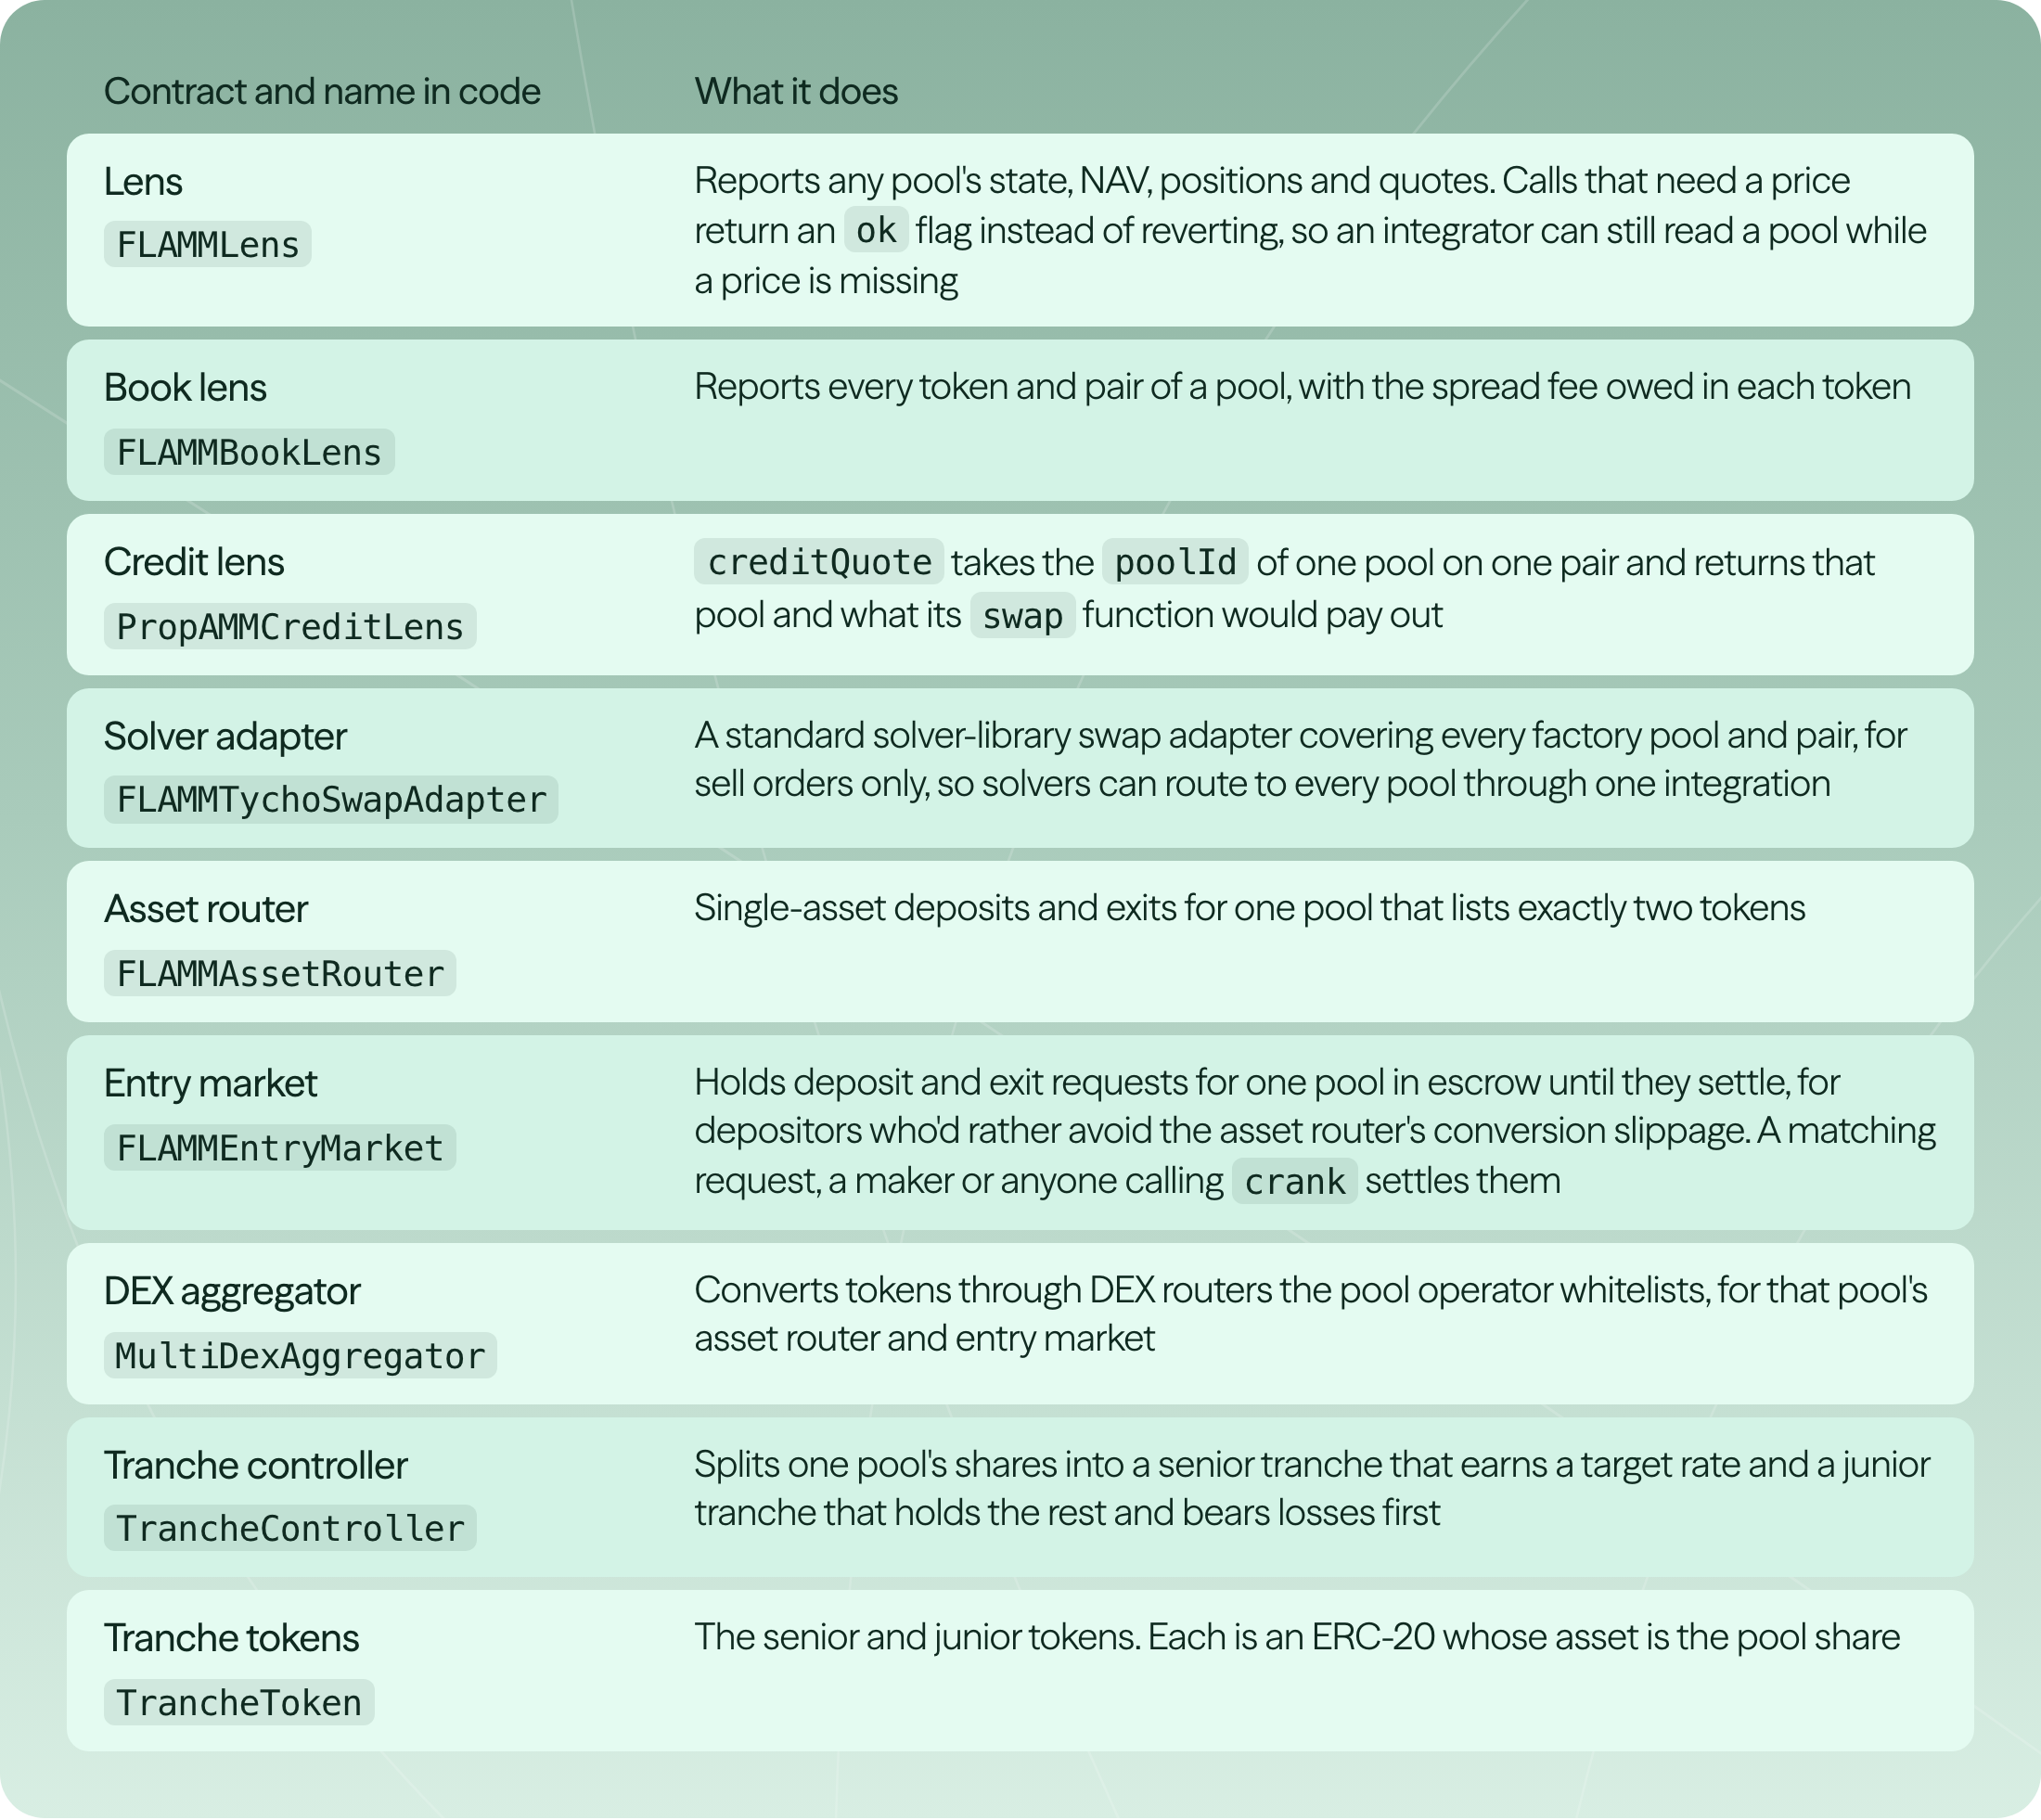 Contract and name in code
What it does
Lens
FLAMMLens
Reports any pool's state, NAV, positions and quotes. Calls that need a price
return an ok flag instead of reverting, so an integrator can still read a pool while
a price is missing
Book lens
FLAMMBookLens
Reports every token and pair of a pool, with the spread fee owed in each token
Credit lens
PropAMMCreditLens
creditQuote takes the poolId of one pool on one pair and returns that
pool and what its swap function would pay out
Solver adapter
FLAMMTychoSwapAdapter
A standard solver-library swap adapter covering every factory pool and pair, for
sell orders only, so solvers can route to every pool through one integration
Asset router
FLAMMAssetRouter
Single-asset deposits and exits for one pool that lists exactly two tokens
Entry market
FLAMMEntryMarket
Holds deposit and exit requests for one pool in escrow until they settle, for
depositors who'd rather avoid the asset router's conversion slippage. A matching
request, a maker or anyone calling crank settles them
DEX aggregator
MultiDexAggregator
Converts tokens through DEX routers the pool operator whitelists, for that pool's
asset router and entry market
Tranche controller
TrancheController
Splits one pool's shares into a senior tranche that earns a target rate and a junior
tranche that holds the rest and bears losses first
Tranche tokens
TrancheToken
The senior and junior tokens. Each is an ERC-20 whose asset is the pool share